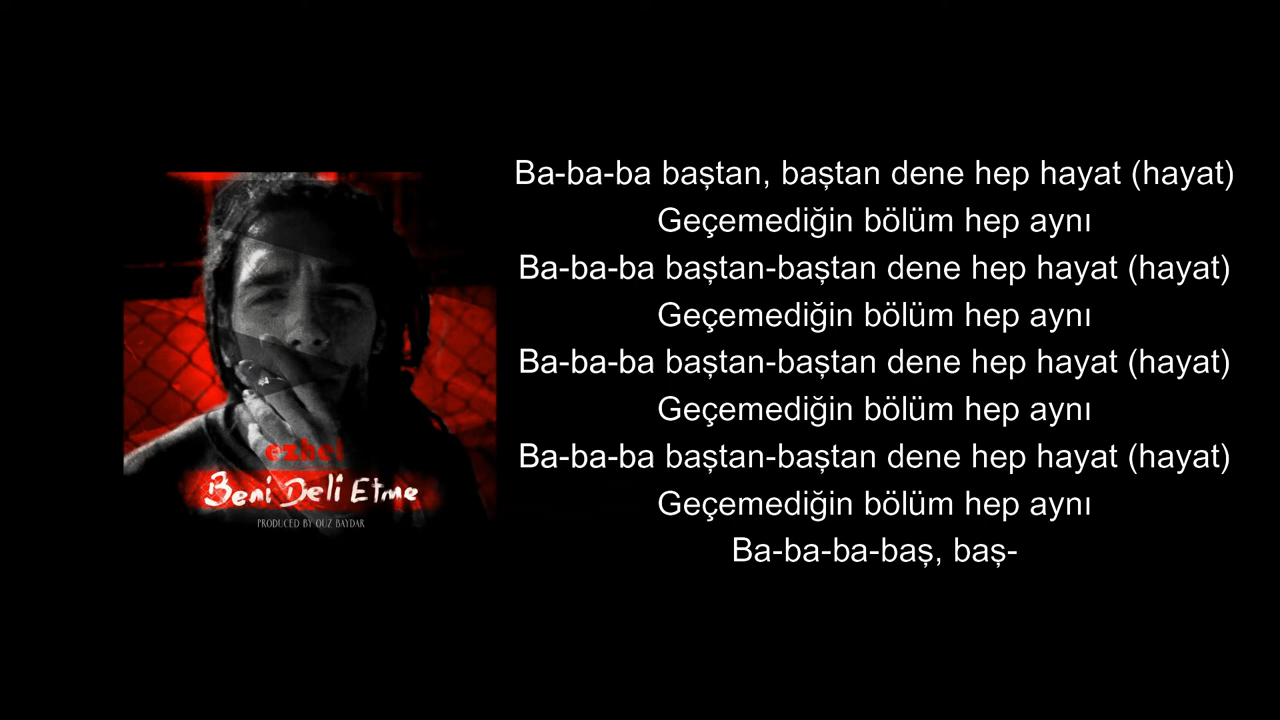 Ba-ba-ba baştan, baştan dene hep hayat (hayat)
Geçemediğin bölüm hep aynı
Ba-ba-ba baştan-baştan dene hep hayat (hayat)
Geçemediğin bölüm hep aynı
Ba-ba-ba baştan-baştan dene hep hayat (hayat)
Geçemediğin bölüm hep aynı
Ba-ba-ba baştan-baştan dene hep hayat (hayat)
Geçemediğin bölüm hep aynı
Ba-ba-ba-baş, baş-
ezhel
Beni Deli Etme
PRODUCED BY OUZ BAYDAR